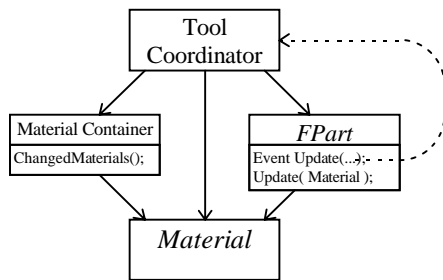 Tool
Coordinator
Material Container
ChangedMaterials();
FPart
Event Update(...);
Update( Material );
Material